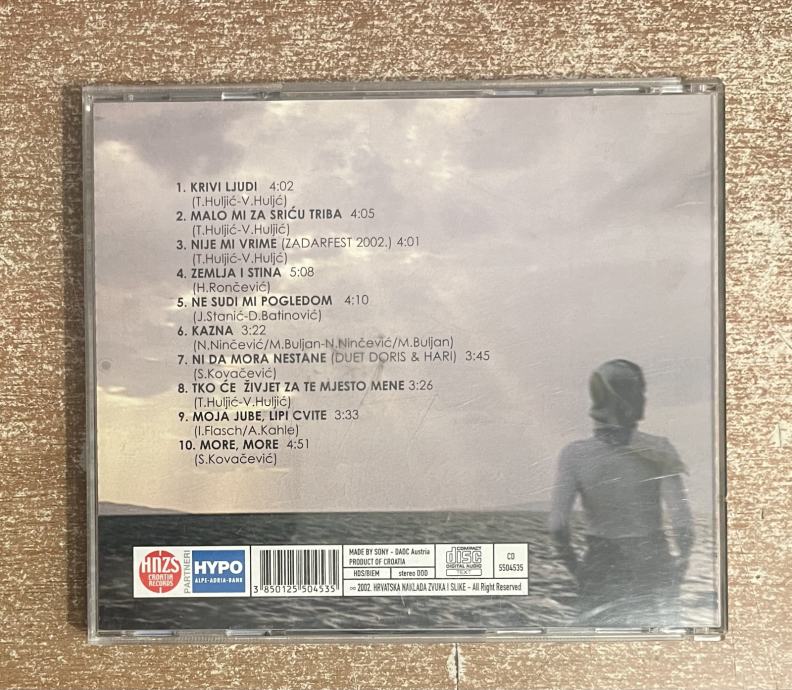 1. KRIVI LJUDI 4:02
(T.Huljić-V.Huljć)
2. MALO MI ZA SRIĆU TRIBA 4:05
(T.Huljić-V.Huljić)
3. NIJE MI VRIME (ZADARFEST 2002.) 4:01
(T.Huljić-V.Huljć)
4. ZEMLJA I STINA 5:08
(H.Rončević)
5. NE SUDI MI POGLEDOM 4:10
(J.Stanić-D.Batinović)
6. KAZNA 3:22
(N.Ninčević/M.Buljan-N.Ninčević/M.Buljan)
7. NI DA MORA NESTANE (DUET DORIS & HARI) 3:45
(S.Kovačević)
8. TKO ĆE ŽIVJET ZA TE MJESTO MENE 3:26
(T.Huljić-V.Huljić)
9. MOJA JUBE, LIPI CVITE 3:33
(I.Flasch/A.Kahle)
10. MORE, MORE 4:51
(S.Kovačević)
HNZS
CROATIA
RECORDS
PARTNERI
HYPO
ALPE-ADRIA-BANK
3 850125 504535
MADE BY SONY - DADC Austria
PRODUCT OF CROATIA
HDS/BIEM stereo DDD
COMPACT
disc
DIGITAL AUDIO
TEXT
CD
5504535
2002. HRVATSKA NAKLADA ZVUKA I SLIKE - All Right Reserved